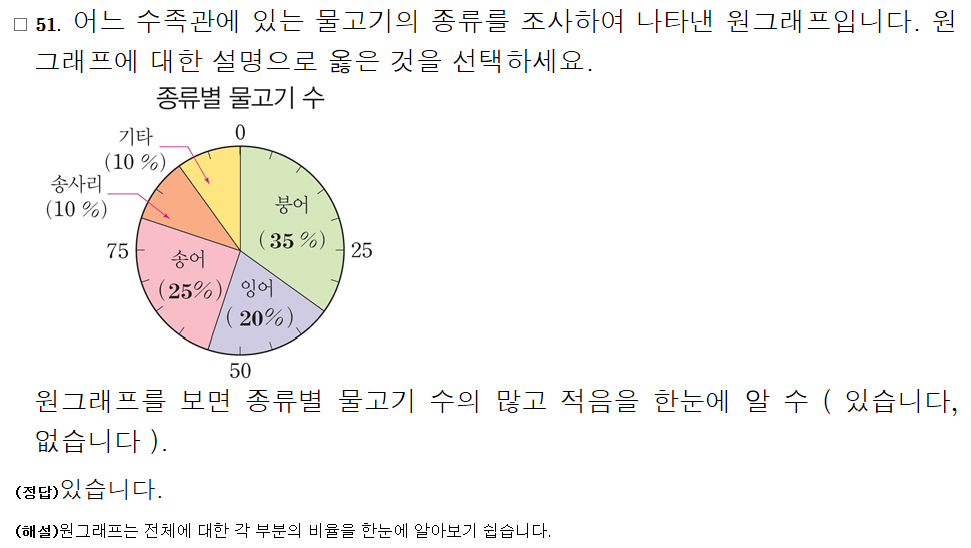 □ 51. 어느 수족관에 있는 물고기의 종류를 조사하여 나타낸 원그래프입니다. 원
그래프에 대한 설명으로 옳은 것을 선택하세요.
종류별 물고기 수
0
기타
(10 %)
송사리
(10 %)
붕어
( 35 %)
75
25
송어
(25%)
잉어
( 20%)
50
원그래프를 보면 종류별 물고기 수의 많고 적음을 한눈에 알 수 ( 있습니다,
없습니다 ).
(정답)있습니다.
(해설)원그래프는 전체에 대한 각 부분의 비율을 한눈에 알아보기 쉽습니다.